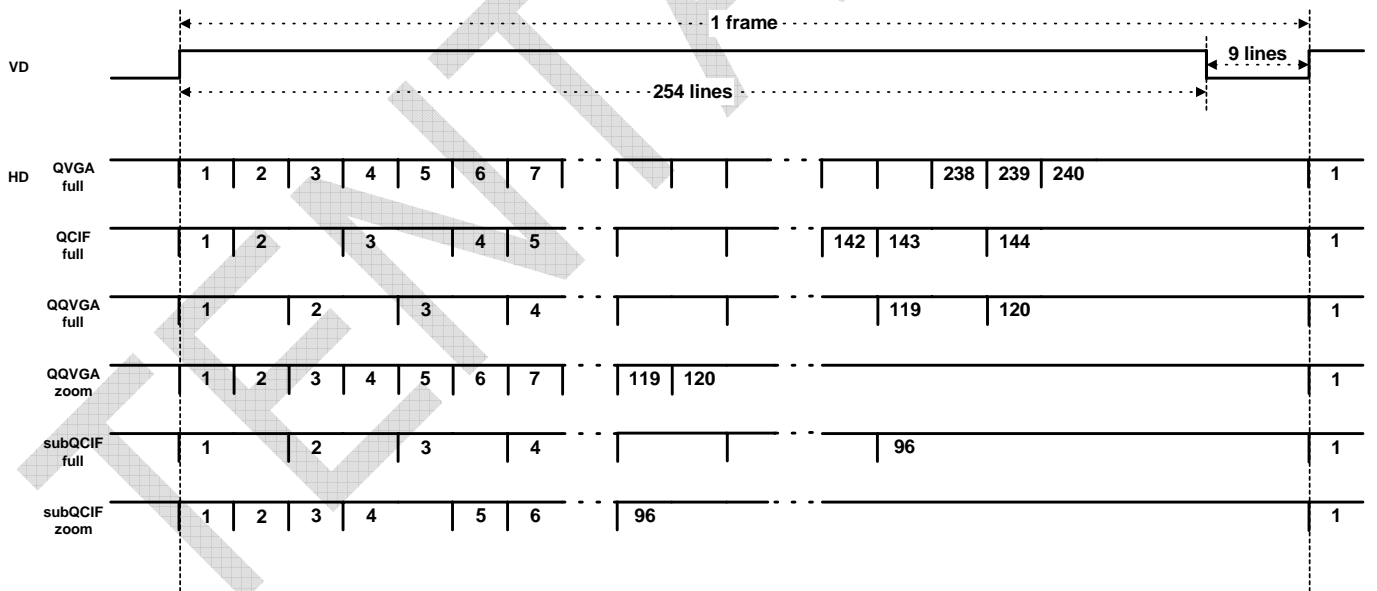 1 frame
VD
9 lines
254 lines
HD
QVGA full
1 2 3 4 5 6 7 238 239 240 1
QCIF full
1 2 3 4 5 142 143 144 1
QQVGA full
1 2 3 4 119 120 1
QQVGA zoom
1 2 3 4 5 6 7 119 120 1
subQCIF full
1 2 3 4 96 1
subQCIF zoom
1 2 3 4 5 6 96 1